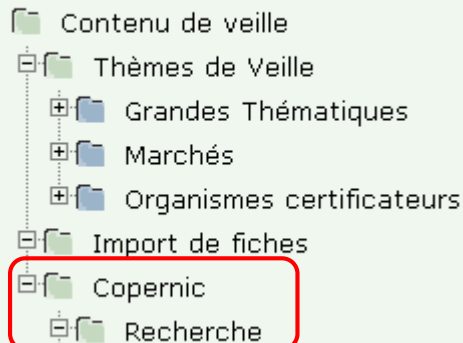 Contenu de veille
Thèmes de Veille
Grandes Thématiques
Marchés
Organismes certificateurs
Import de fiches
Copernic
Recherche